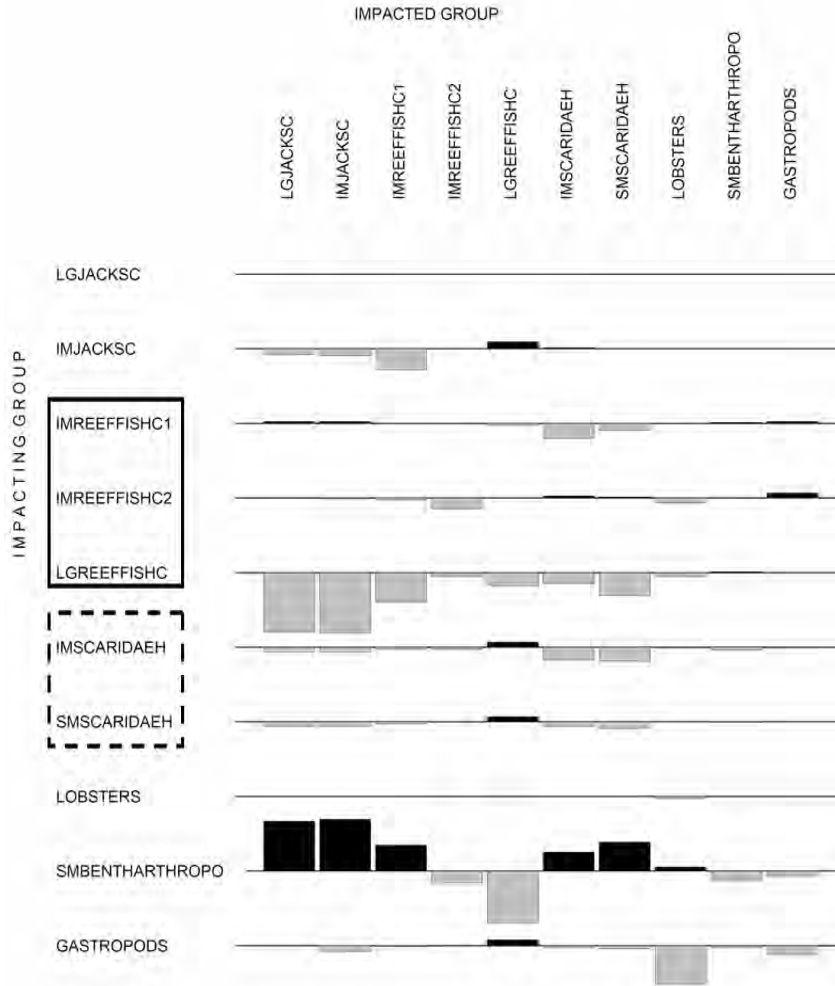 IMPACTED GROUP
LGJACKSC
IMJACKSC
IMREEFFISHC1
IMREEFFISHC2
LGREEFFISHC
IMSCARIDAEH
SMSCARIDAEH
LOBSTERS
SMBENTHARTHROPO
GASTROPODS
IMPACTING GROUP
LGJACKSC
IMJACKSC
IMREEFFISHC1
IMREEFFISHC2
LGREEFFISHC
IMSCARIDAEH
SMSCARIDAEH
LOBSTERS
SMBENTHARTHROPO
GASTROPODS